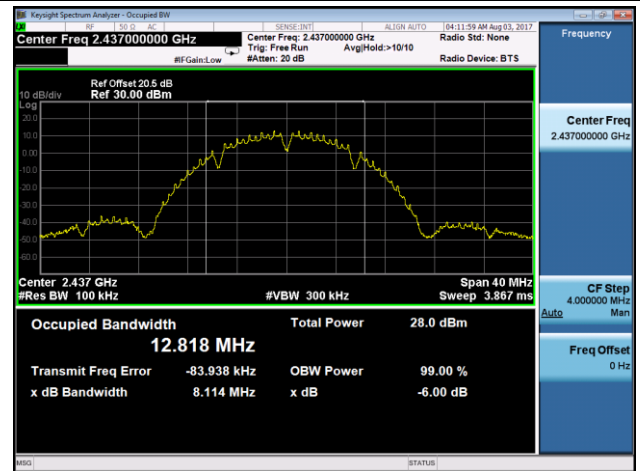 Keysight Spectrum Analyzer - Occupied BW
RF 50 Ω AC SENSE:INT ALIGN AUTO 04:11:59 AM Aug 03, 2017
Center Freq 2.437000000 GHz Center Freq: 2.437000000 GHz Radio Std: None
Trig: Free Run Avg|Hold:>10/10
#IFGain:Low #Atten: 20 dB Radio Device: BTS
Ref Offset 20.5 dB
10 dB/div Ref 30.00 dBm
Log
20.0
10.0
0.00
-10.0
-20.0
-30.0
-40.0
-50.0
-60.0
Center 2.437 GHz Span 40 MHz
#Res BW 100 kHz #VBW 300 kHz Sweep 3.867 ms
Occupied Bandwidth Total Power 28.0 dBm
12.818 MHz
Transmit Freq Error -83.938 kHz OBW Power 99.00 %
x dB Bandwidth 8.114 MHz x dB -6.00 dB
MSG STATUS
Frequency
Center Freq
2.437000000 GHz
CF Step
4.000000 MHz
Auto Man
Freq Offset
0 Hz